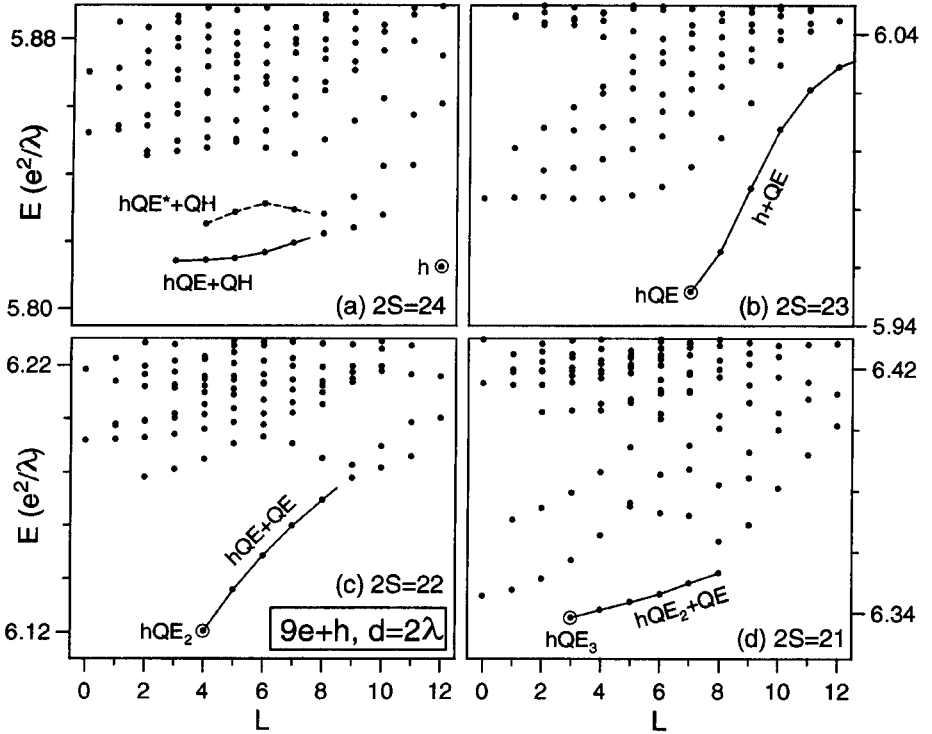 5.88
E (e²/λ)
hQE*+QH
hQE+QH
h
5.80
(a) 2S=24
6.04
h+QE
hQE
(b) 2S=23
5.94
6.22
E (e²/λ)
hQE+QE
(c) 2S=22
hQE₂
6.12
9e+h, d=2λ
0 2 4 6 8 10 12
L
6.42
hQE₂+QE
6.34
hQE₃
(d) 2S=21
0 2 4 6 8 10 12
L